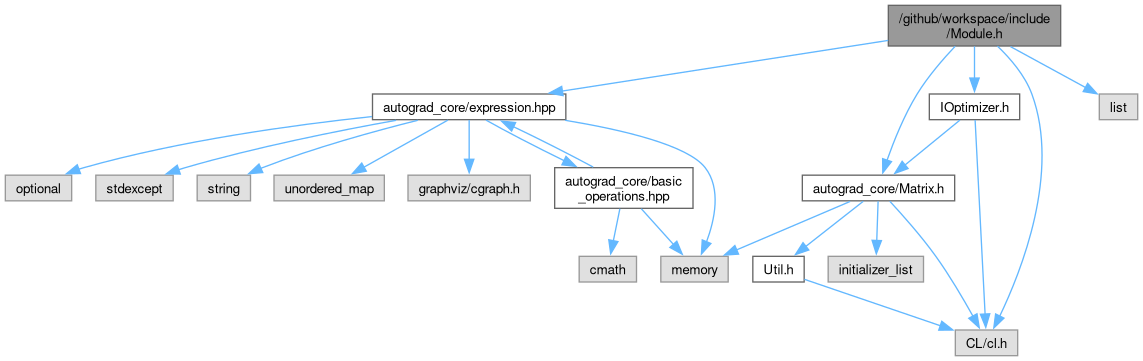 /github/workspace/include
/Module.h
autograd_core/expression.hpp
IOptimizer.h
list
optional
stdexcept
string
unordered_map
graphviz/cgraph.h
autograd_core/basic
_operations.hpp
autograd_core/Matrix.h
cmath
memory
Util.h
initializer_list
CL/cl.h